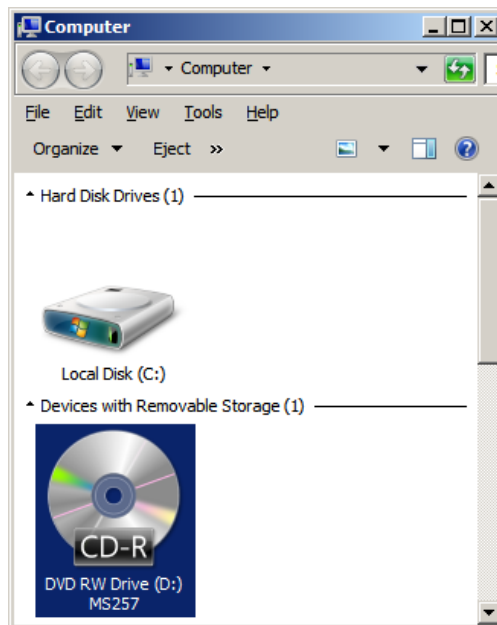 Computer
Computer
File Edit View Tools Help
Organize Eject »
Hard Disk Drives (1)
Local Disk (C:)
Devices with Removable Storage (1)
CD-R
DVD RW Drive (D:)
MS257